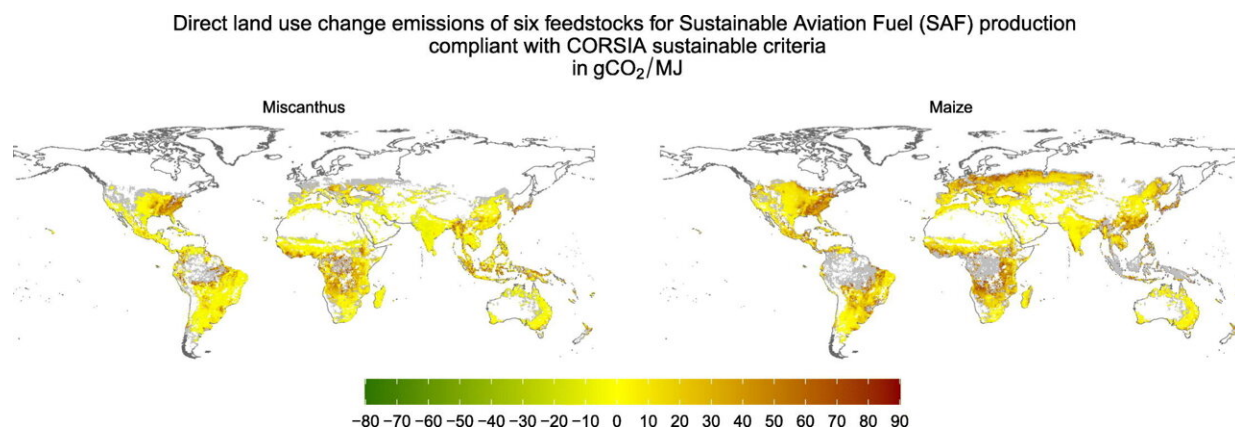 Direct land use change emissions of six feedstocks for Sustainable Aviation Fuel (SAF) production
compliant with CORSIA sustainable criteria
in gCO₂/MJ
Miscanthus
Maize
−80 −70 −60 −50 −40 −30 −20 −10 0 10 20 30 40 50 60 70 80 90